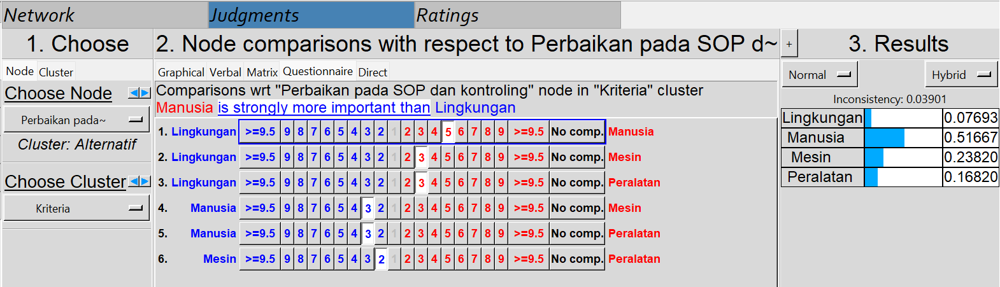 Network Judgments Ratings
1. Choose
2. Node comparisons with respect to Perbaikan pada SOP d~
+
3. Results
Node Cluster
Graphical Verbal Matrix Questionnaire Direct
Normal
Hybrid
Choose Node
Comparisons wrt "Perbaikan pada SOP dan kontroling" node in "Kriteria" cluster
Manusia is strongly more important than Lingkungan
Inconsistency: 0.03901
Perbaikan pada~
Cluster: Alternatif
Choose Cluster
Kriteria
1. Lingkungan >=9.5 9 8 7 6 5 4 3 2 1 2 3 4 5 6 7 8 9 >=9.5 No comp. Manusia
2. Lingkungan >=9.5 9 8 7 6 5 4 3 2 1 2 3 4 5 6 7 8 9 >=9.5 No comp. Mesin
3. Lingkungan >=9.5 9 8 7 6 5 4 3 2 1 2 3 4 5 6 7 8 9 >=9.5 No comp. Peralatan
4. Manusia >=9.5 9 8 7 6 5 4 3 2 1 2 3 4 5 6 7 8 9 >=9.5 No comp. Mesin
5. Manusia >=9.5 9 8 7 6 5 4 3 2 1 2 3 4 5 6 7 8 9 >=9.5 No comp. Peralatan
6. Mesin >=9.5 9 8 7 6 5 4 3 2 1 2 3 4 5 6 7 8 9 >=9.5 No comp. Peralatan
Lingkungan 0.07693
Manusia 0.51667
Mesin 0.23820
Peralatan 0.16820